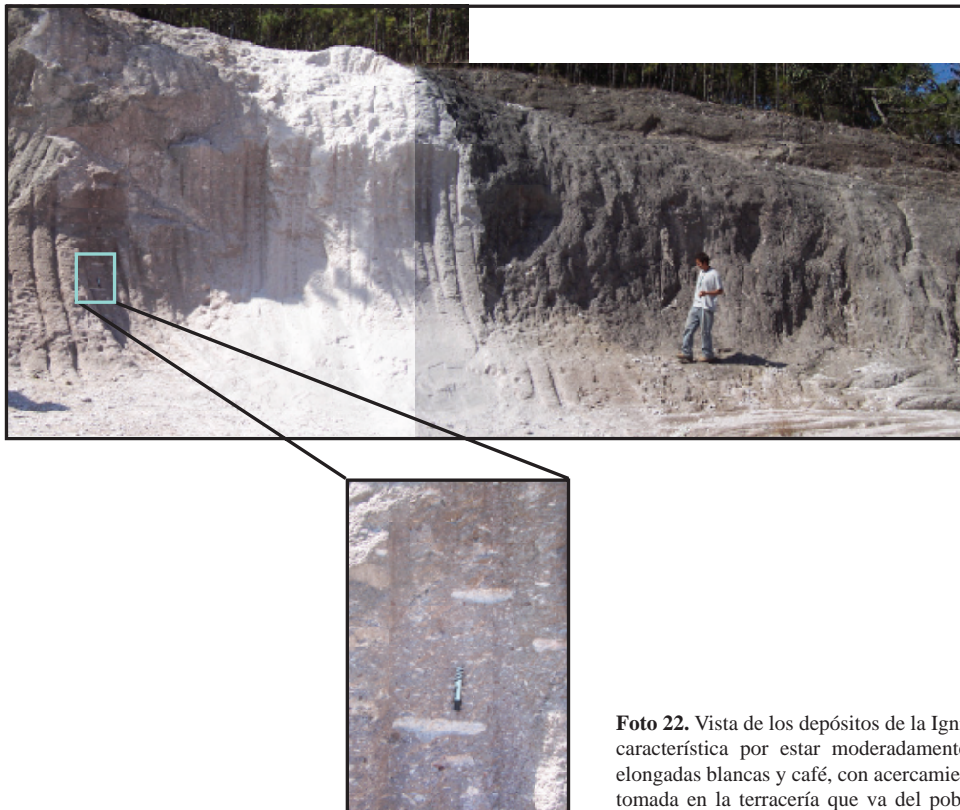 Foto 22. Vista de los depósitos de la Ign
característica por estar moderadament
elongadas blancas y café, con acercamie
tomada en la terracería que va del pob